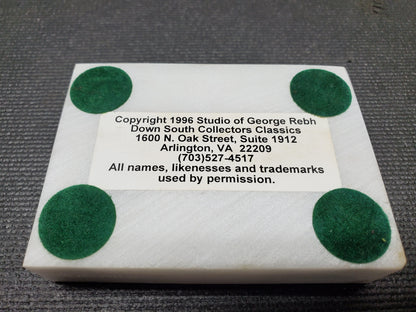 Copyright 1996 Studio of George Rebh
Down South Collectors Classics
1600 N. Oak Street, Suite 1912
Arlington, VA 22209
(703)527-4517
All names, likenesses and trademarks
used by permission.